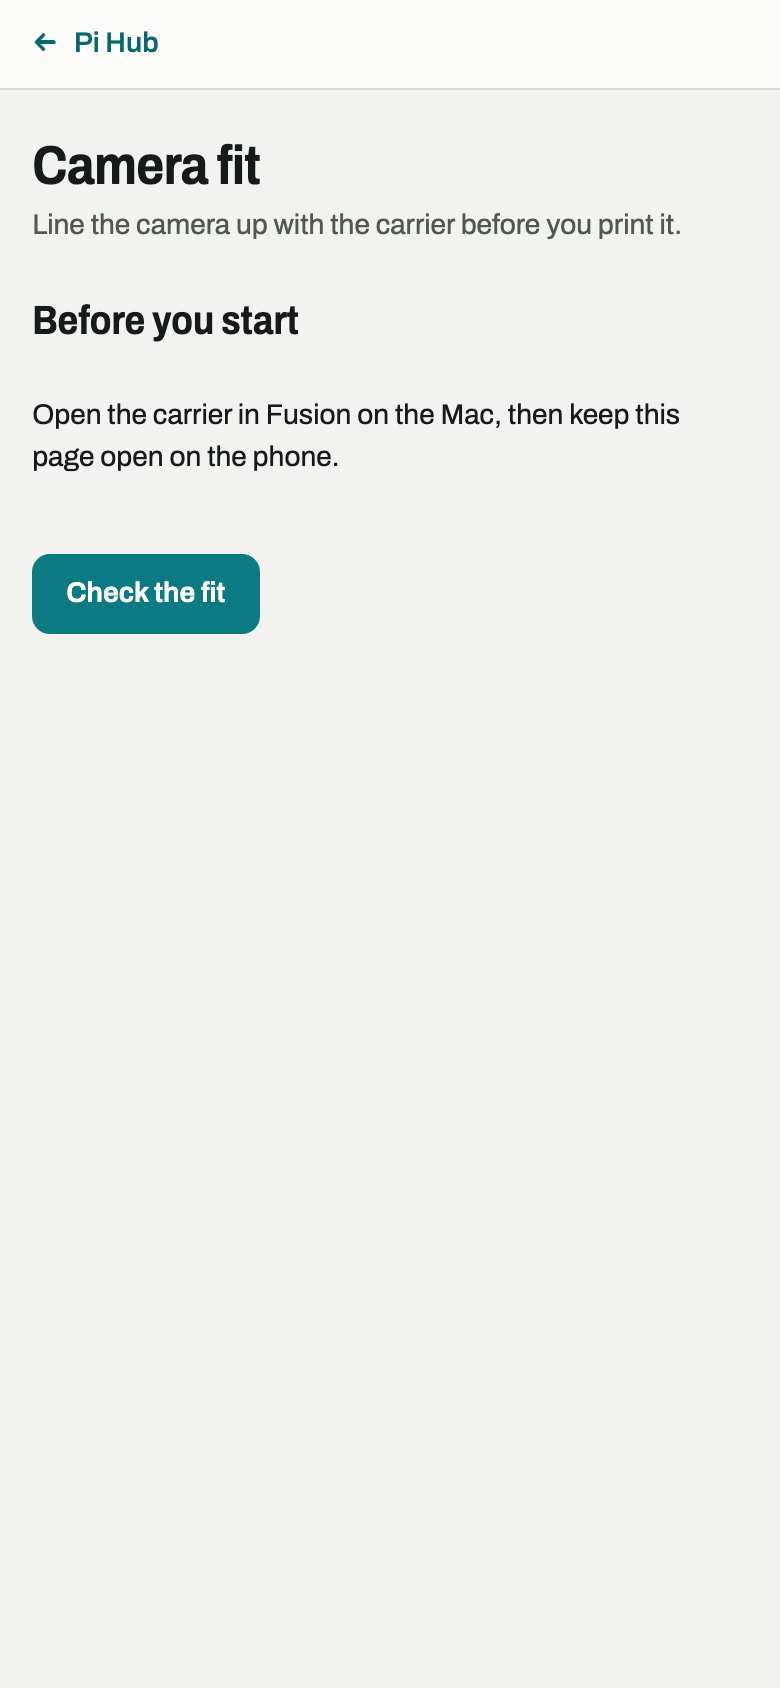 ← Pi Hub
Camera fit
Line the camera up with the carrier before you print it.
Before you start
Open the carrier in Fusion on the Mac, then keep this
page open on the phone.
Check the fit